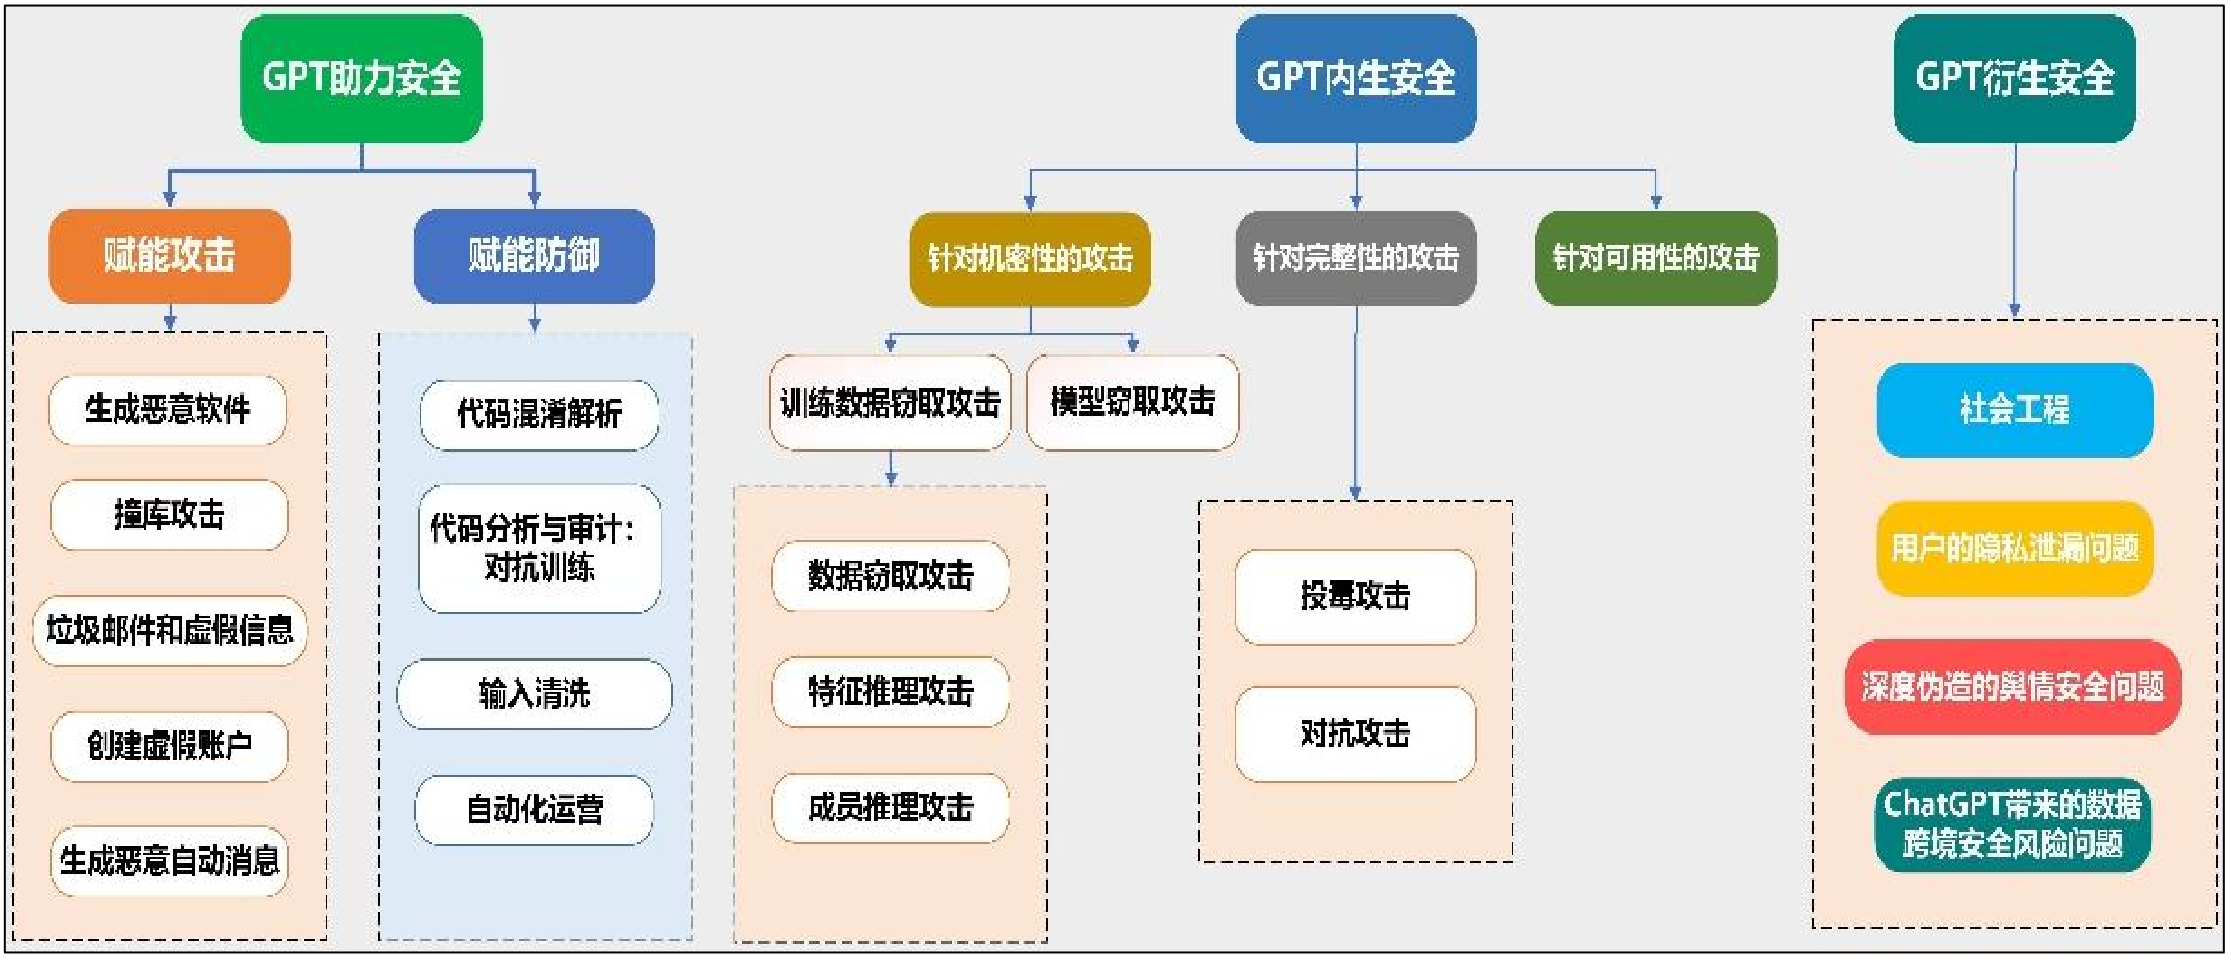 GPT助力安全
赋能攻击
生成恶意软件
撞库攻击
垃圾邮件和虚假信息
创建虚假账户
生成恶意自动消息
赋能防御
代码混淆解析
代码分析与审计：
对抗训练
输入清洗
自动化运营
GPT内生安全
针对机密性的攻击
训练数据窃取攻击
数据窃取攻击
特征推理攻击
成员推理攻击
模型窃取攻击
针对完整性的攻击
投毒攻击
对抗攻击
针对可用性的攻击
GPT衍生安全
社会工程
用户的隐私泄漏问题
深度伪造的舆情安全问题
ChatGPT带来的数据
跨境安全风险问题